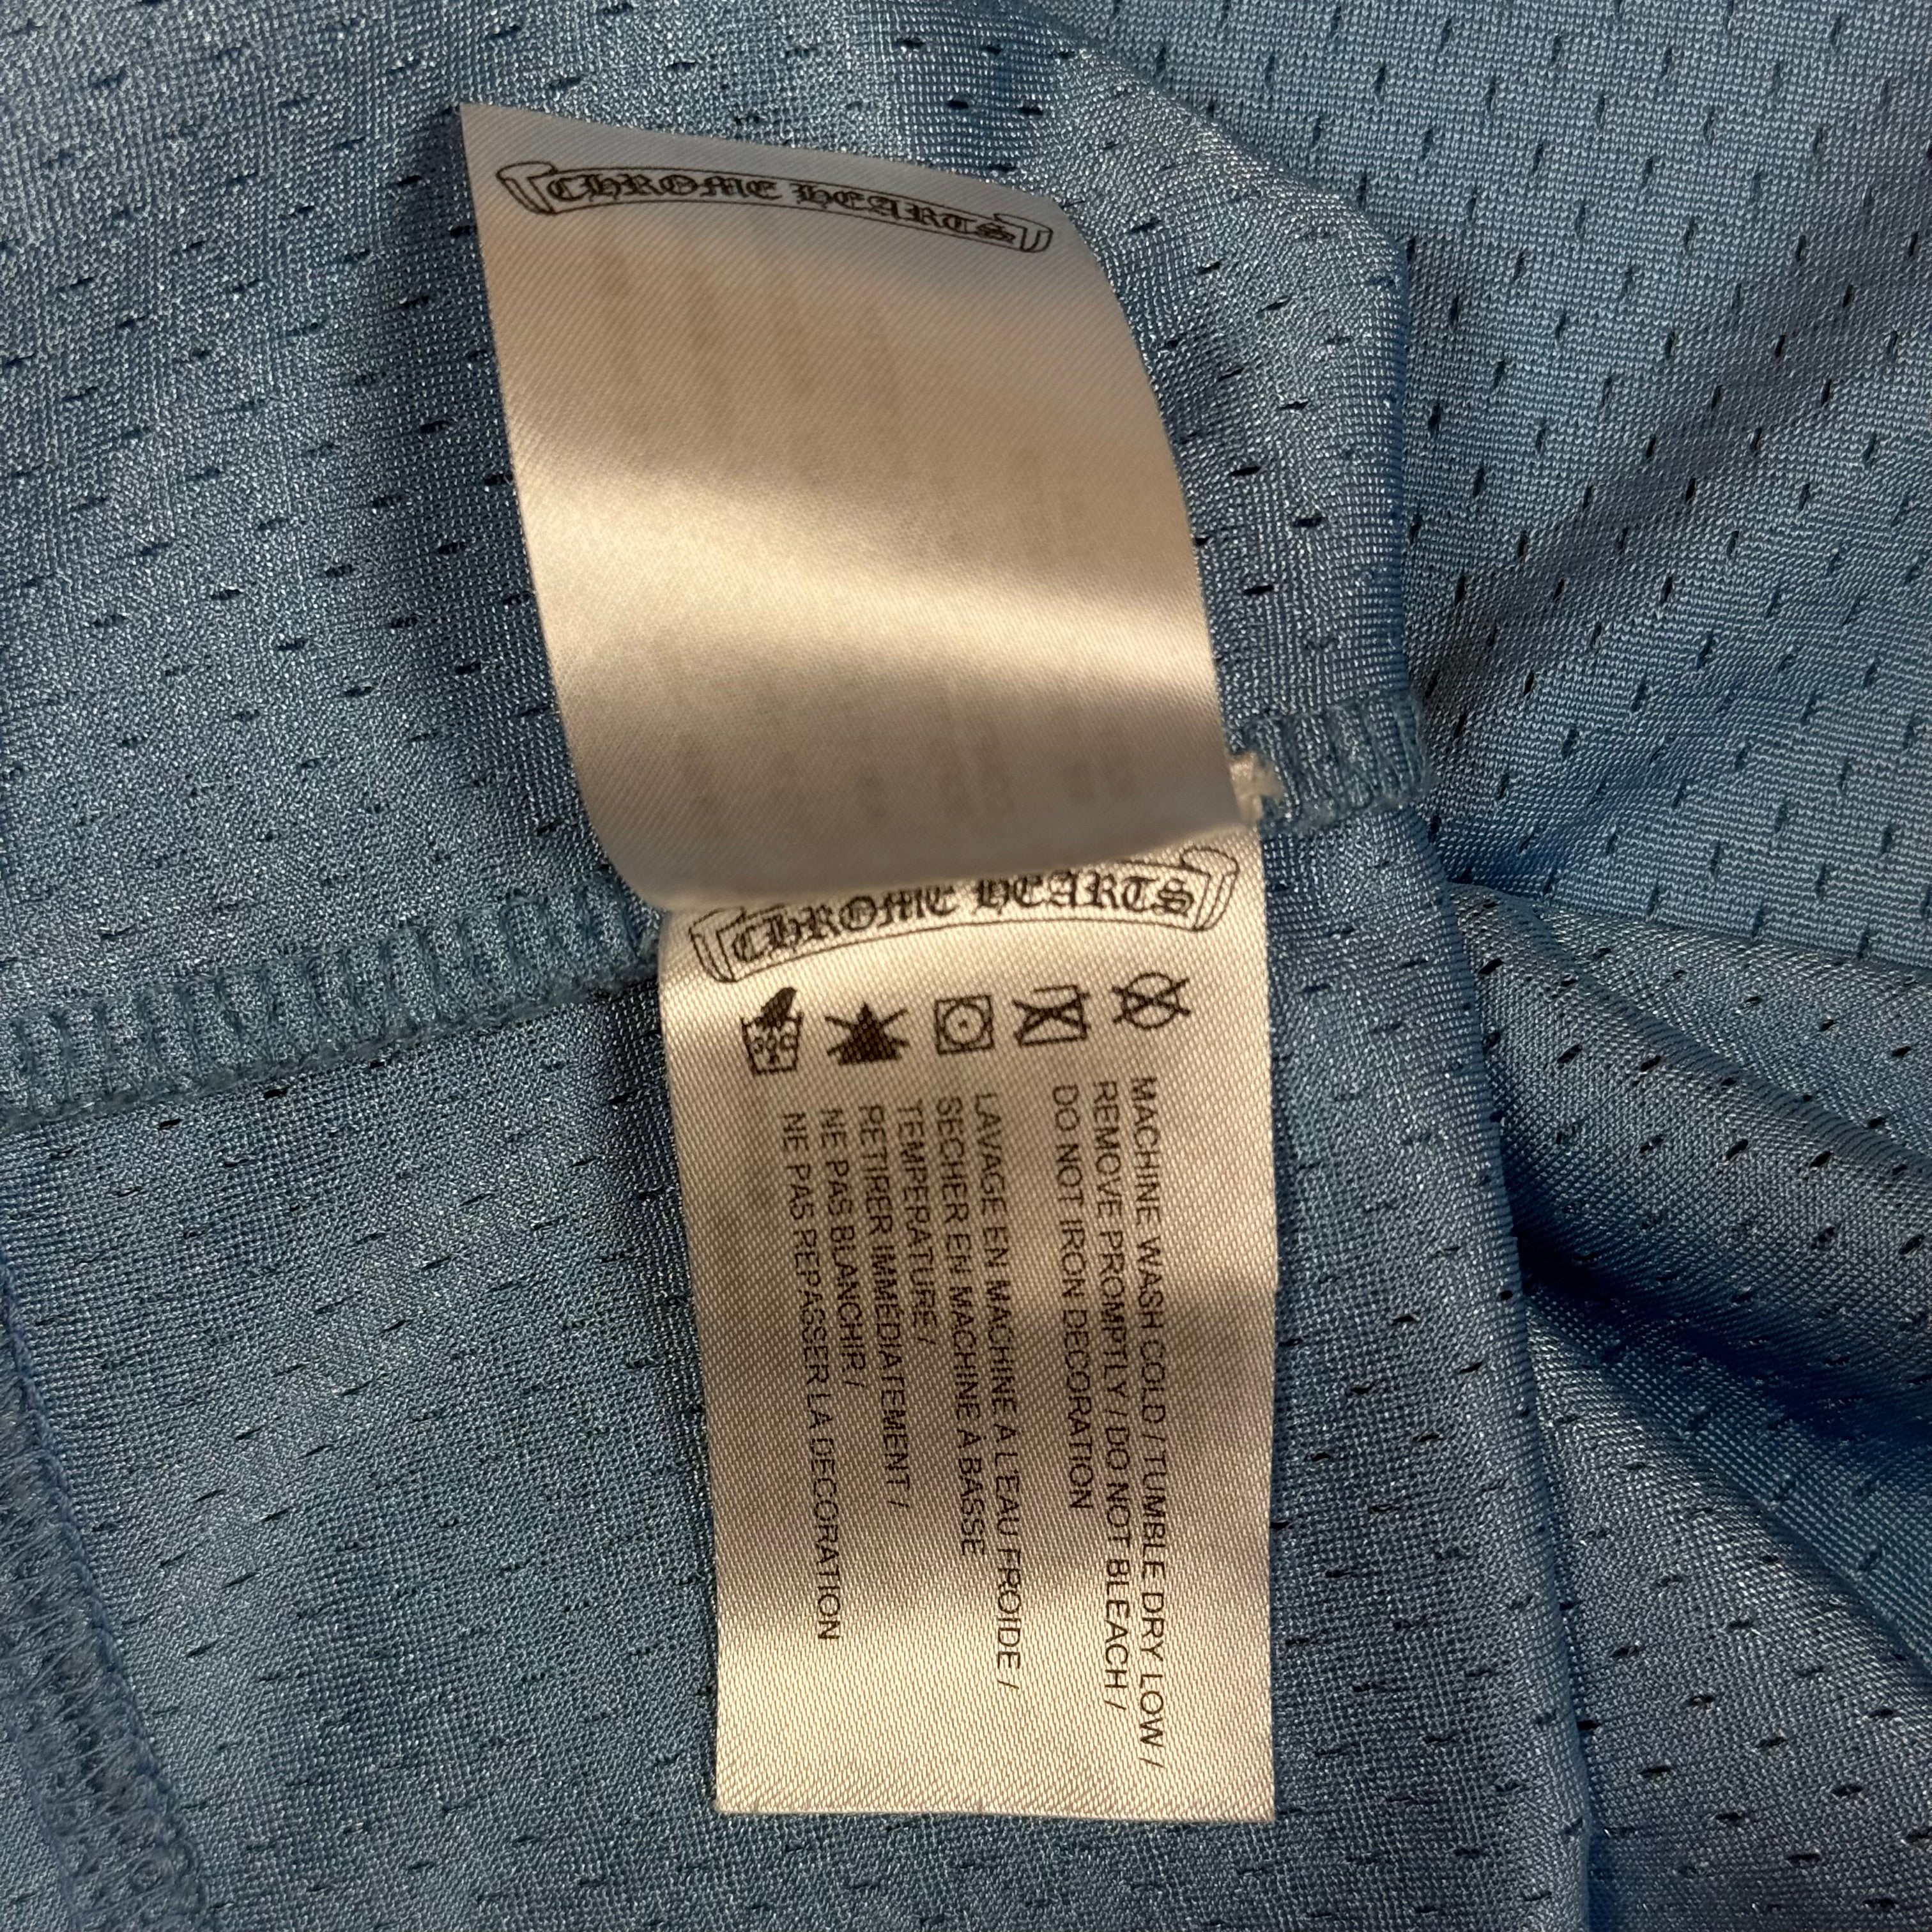 CHROME HEARTS
CHROME HEARTS
30°C
MACHINE WASH COLD / TUMBLE DRY LOW /
REMOVE PROMPTLY / DO NOT BLEACH /
DO NOT IRON DECORATION
LAVAGE EN MACHINE A L'EAU FROIDE /
SECHER EN MACHINE À BASSE
TEMPERATURE /
RETIRER IMMÉDIATEMENT /
NE PAS BLANCHIR /
NE PAS REPASSER LA DECORATION